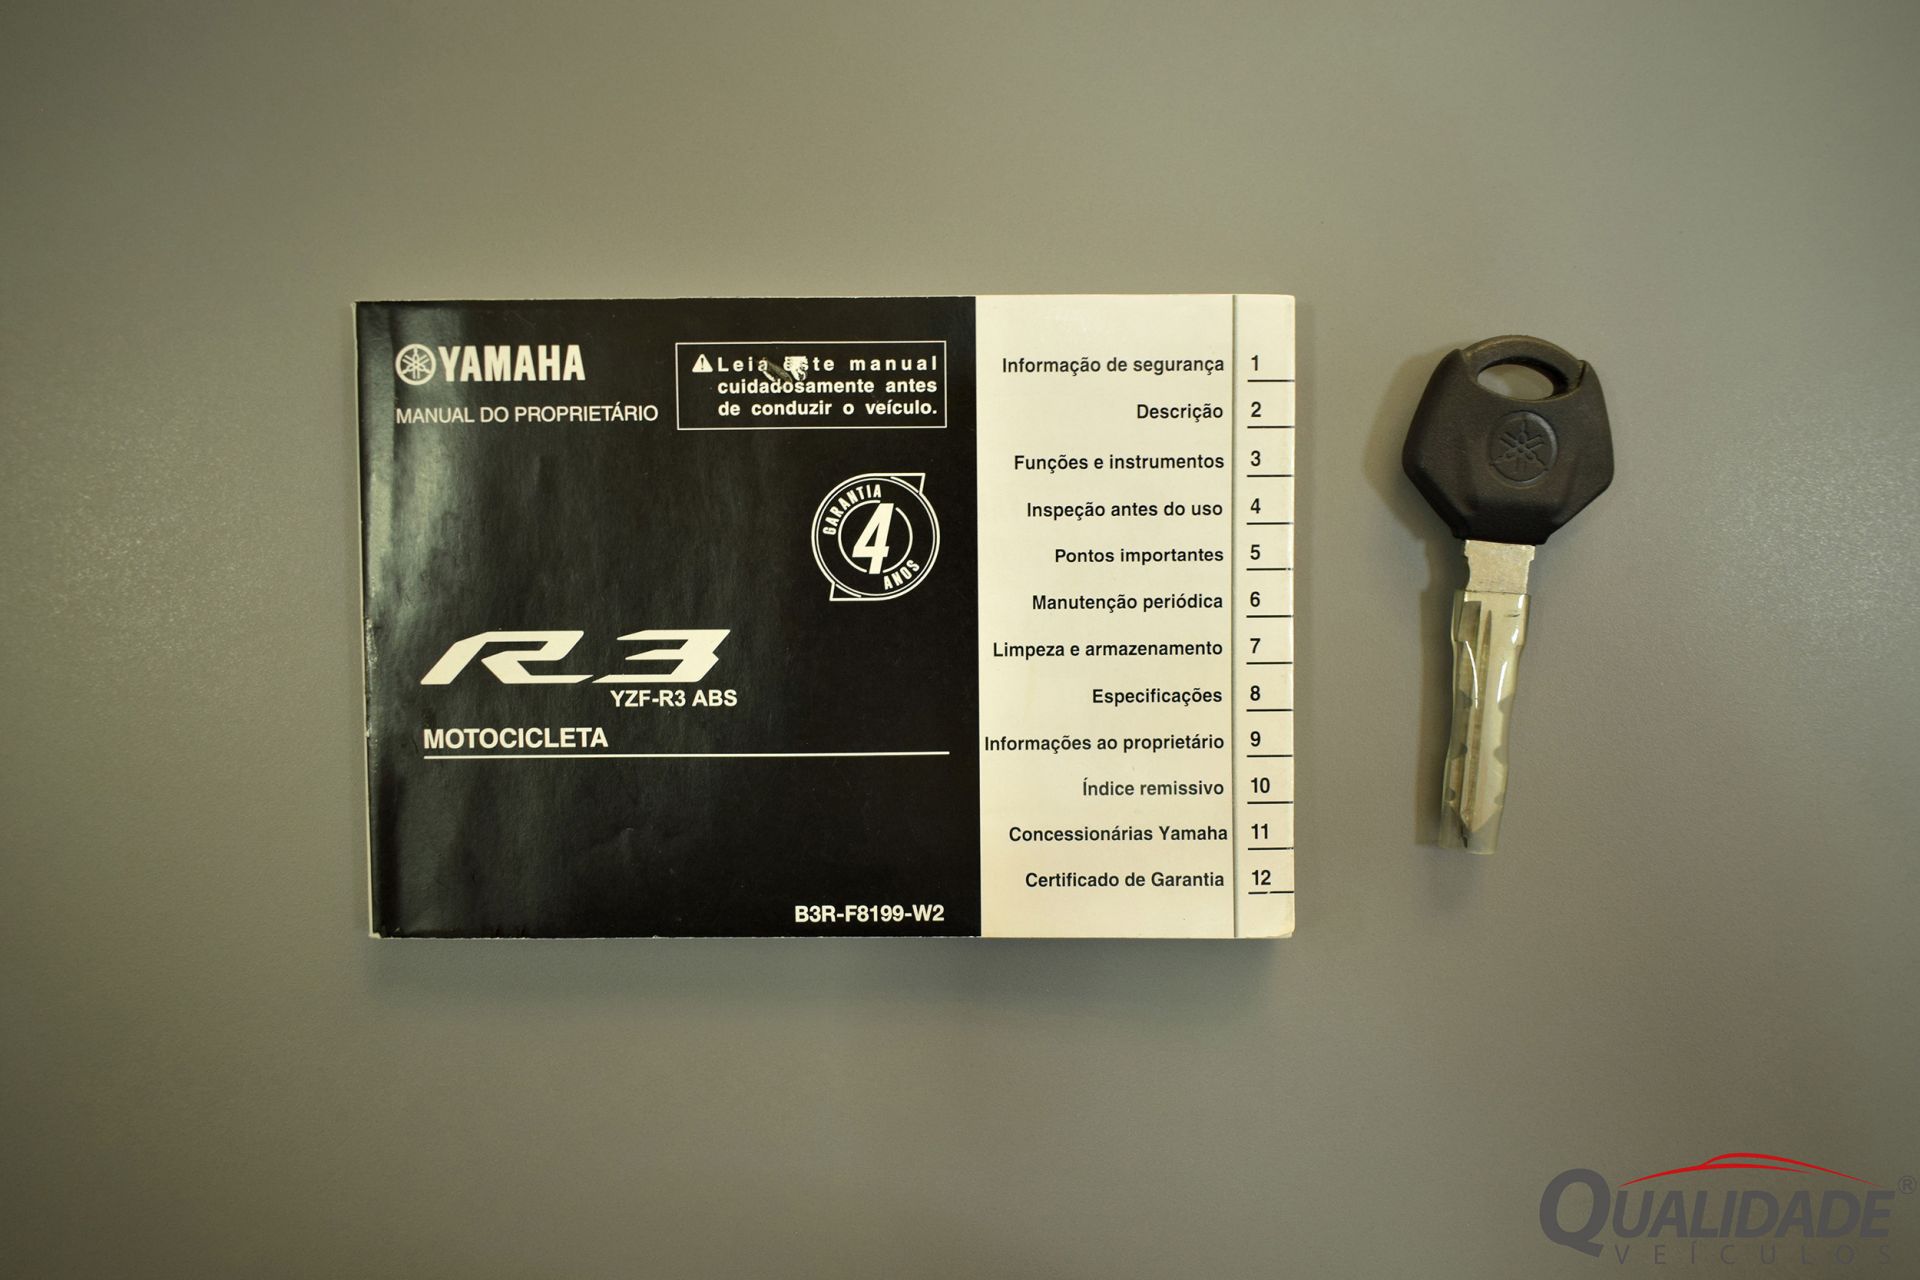 YAMAHA
MANUAL DO PROPRIETÁRIO
Leia este manual
cuidadosamente antes
de conduzir o veículo.
GARANTIA
4
ANOS
R3
YZF-R3 ABS
MOTOCICLETA
B3R-F8199-W2
Informação de segurança 1
Descrição 2
Funções e instrumentos 3
Inspeção antes do uso 4
Pontos importantes 5
Manutenção periódica 6
Limpeza e armazenamento 7
Especificações 8
Informações ao proprietário 9
Índice remissivo 10
Concessionárias Yamaha 11
Certificado de Garantia 12
QUALIDADE®
VEÍCULOS